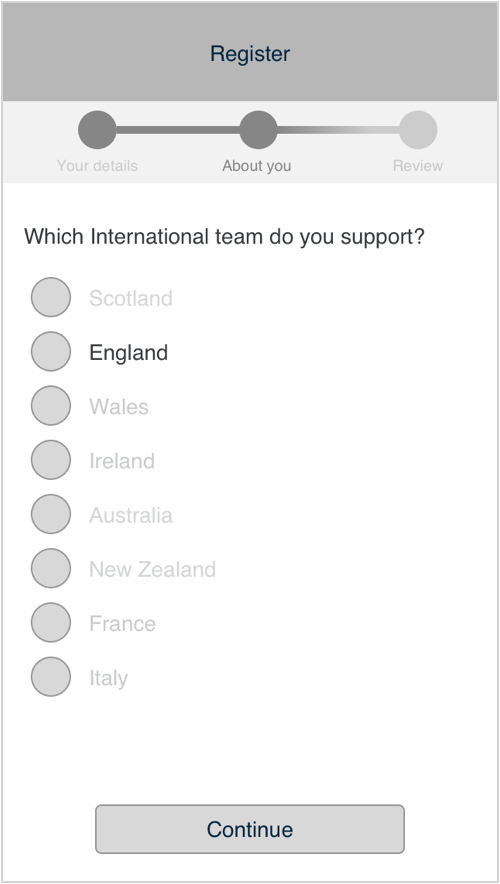 Register
Your details About you Review
Which International team do you support?
Scotland
England
Wales
Ireland
Australia
New Zealand
France
Italy
Continue